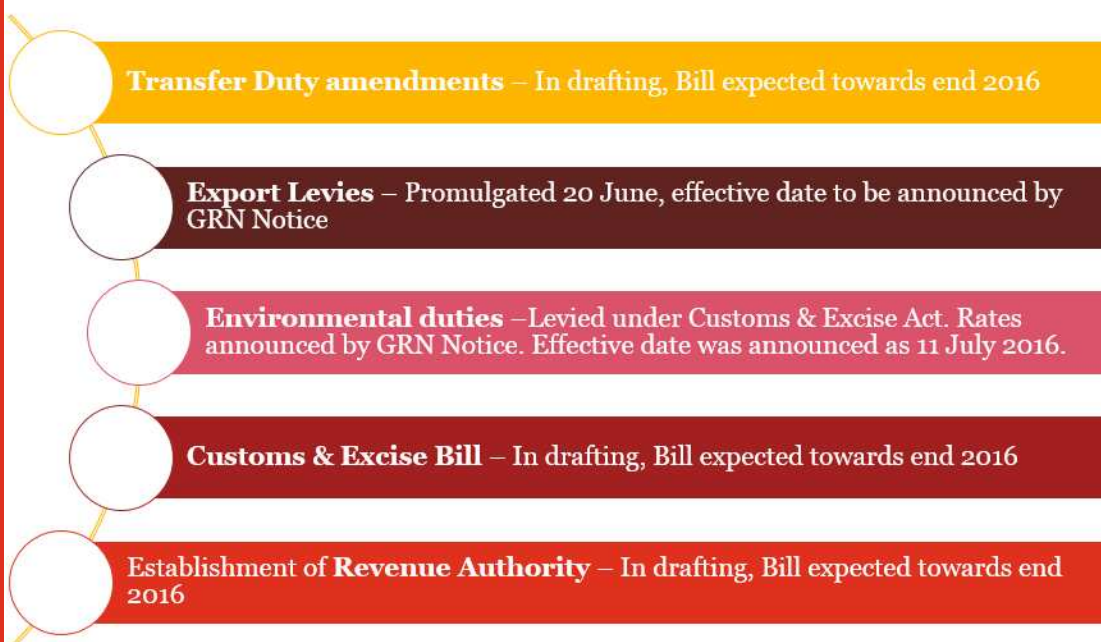 Transfer Duty amendments – In drafting, Bill expected towards end 2016
Export Levies – Promulgated 20 June, effective date to be announced by
GRN Notice
Environmental duties –Levied under Customs & Excise Act. Rates
announced by GRN Notice. Effective date was announced as 11 July 2016.
Customs & Excise Bill – In drafting, Bill expected towards end 2016
Establishment of Revenue Authority – In drafting, Bill expected towards end
2016